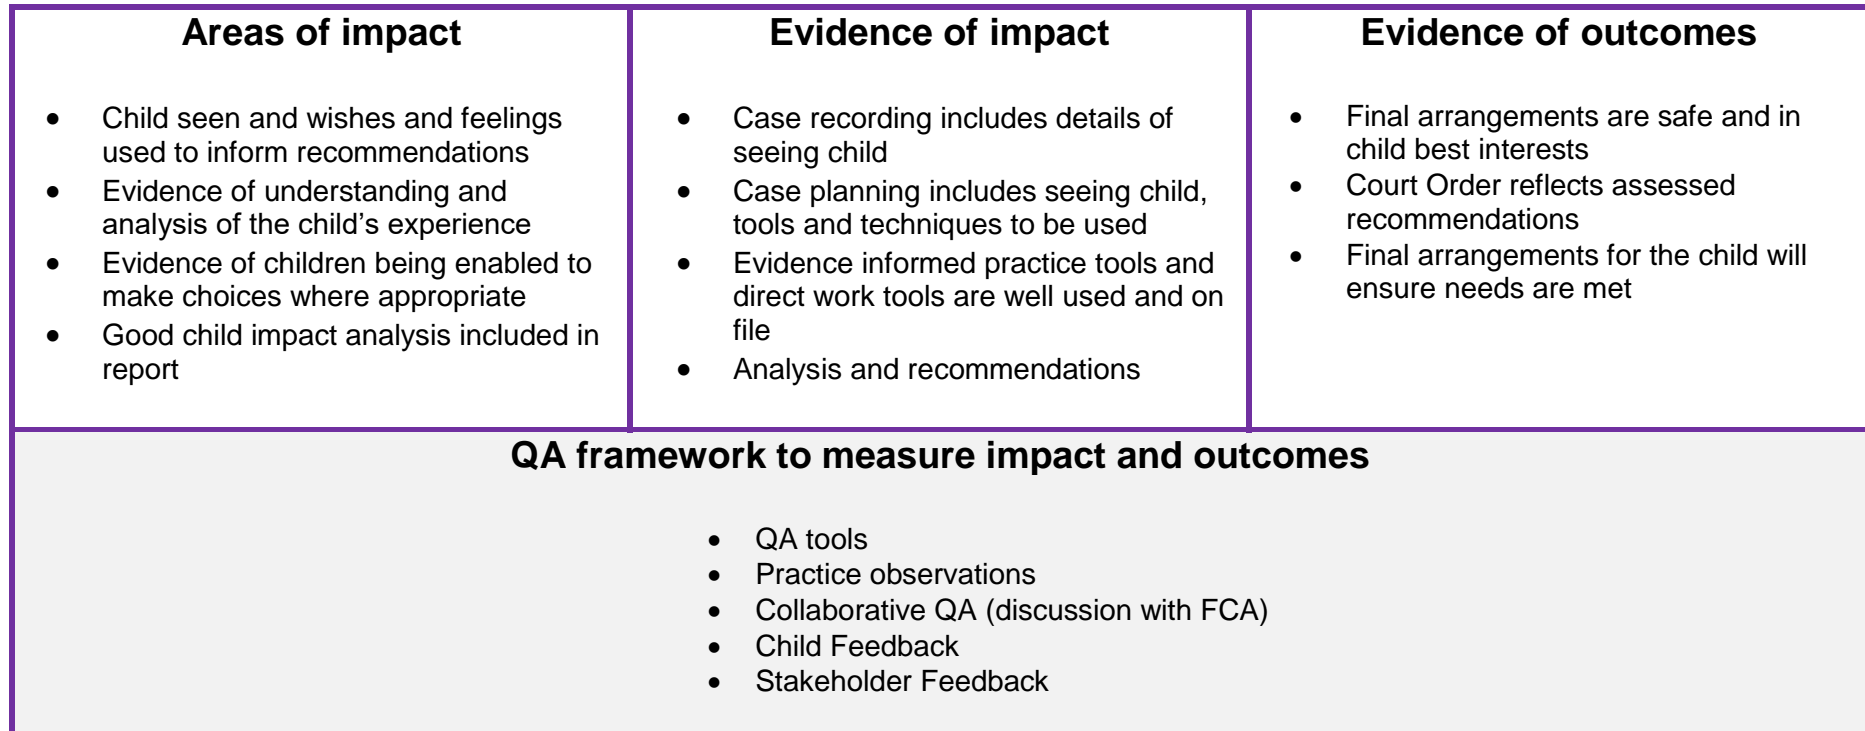 Areas of impact
• Child seen and wishes and feelings
used to inform recommendations
• Evidence of understanding and
analysis of the child's experience
• Evidence of children being enabled to
make choices where appropriate
• Good child impact analysis included in
report
Evidence of impact
• Case recording includes details of
seeing child
• Case planning includes seeing child,
tools and techniques to be used
• Evidence informed practice tools and
direct work tools are well used and on
file
• Analysis and recommendations
Evidence of outcomes
• Final arrangements are safe and in
child best interests
• Court Order reflects assessed
recommendations
• Final arrangements for the child will
ensure needs are met
QA framework to measure impact and outcomes
• QA tools
• Practice observations
• Collaborative QA (discussion with FCA)
• Child Feedback
• Stakeholder Feedback